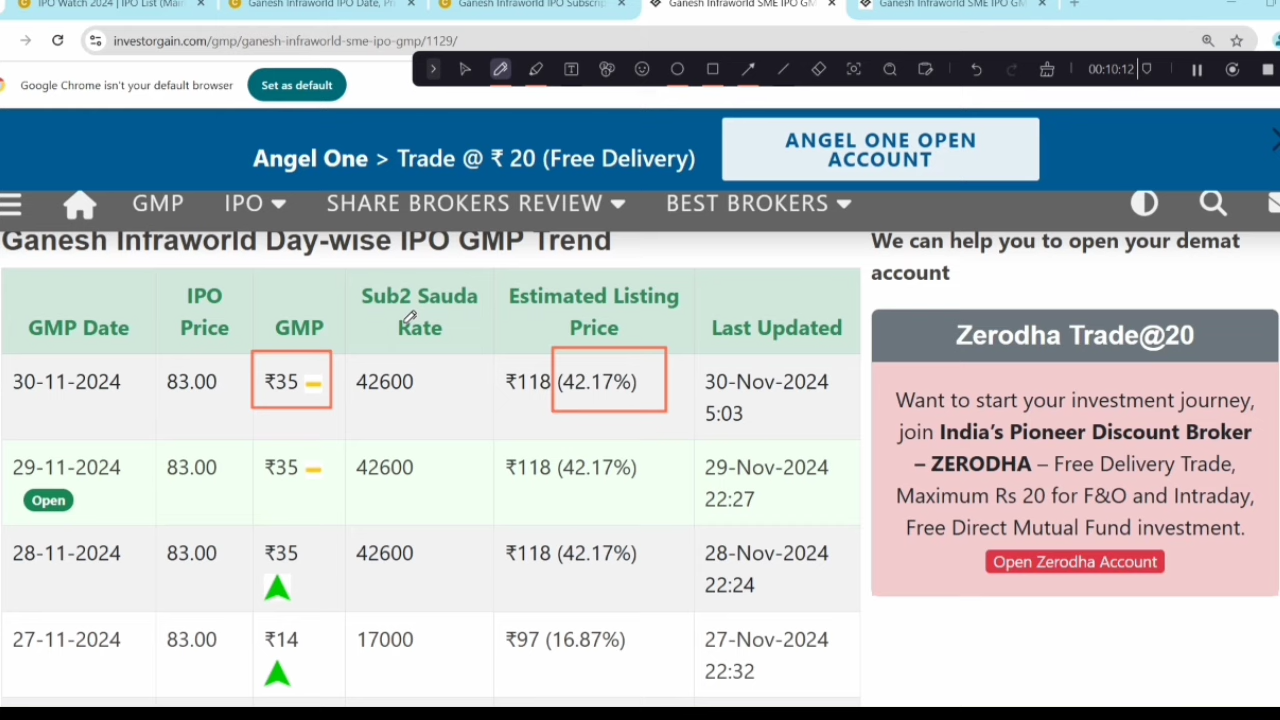 IPO Watch 2024 | IPO List (Mai
Ganesh Infraworld IPO Date, Pr
Ganesh Infraworld IPO Subscrip
Ganesh Infraworld SME IPO GM
Ganesh Infraworld SME IPO GM
investorgain.com/gmp/ganesh-infraworld-sme-ipo-gmp/1129/
00:10:12
Google Chrome isn't your default browser
Set as default
Angel One > Trade @ ₹ 20 (Free Delivery)
ANGEL ONE OPEN
ACCOUNT
GMP
IPO
SHARE BROKERS REVIEW
BEST BROKERS
Ganesh Infraworld Day-wise IPO GMP Trend
GMP Date
IPO
Price
GMP
Sub2 Sauda
Rate
Estimated Listing
Price
Last Updated
30-11-2024
83.00
₹35
42600
₹118 (42.17%)
30-Nov-2024
5:03
29-11-2024
Open
83.00
₹35
42600
₹118 (42.17%)
29-Nov-2024
22:27
28-11-2024
83.00
₹35
42600
₹118 (42.17%)
28-Nov-2024
22:24
27-11-2024
83.00
₹14
17000
₹97 (16.87%)
27-Nov-2024
22:32
We can help you to open your demat
account
Zerodha Trade@20
Want to start your investment journey,
join India's Pioneer Discount Broker
– ZERODHA – Free Delivery Trade,
Maximum Rs 20 for F&O and Intraday,
Free Direct Mutual Fund investment.
Open Zerodha Account